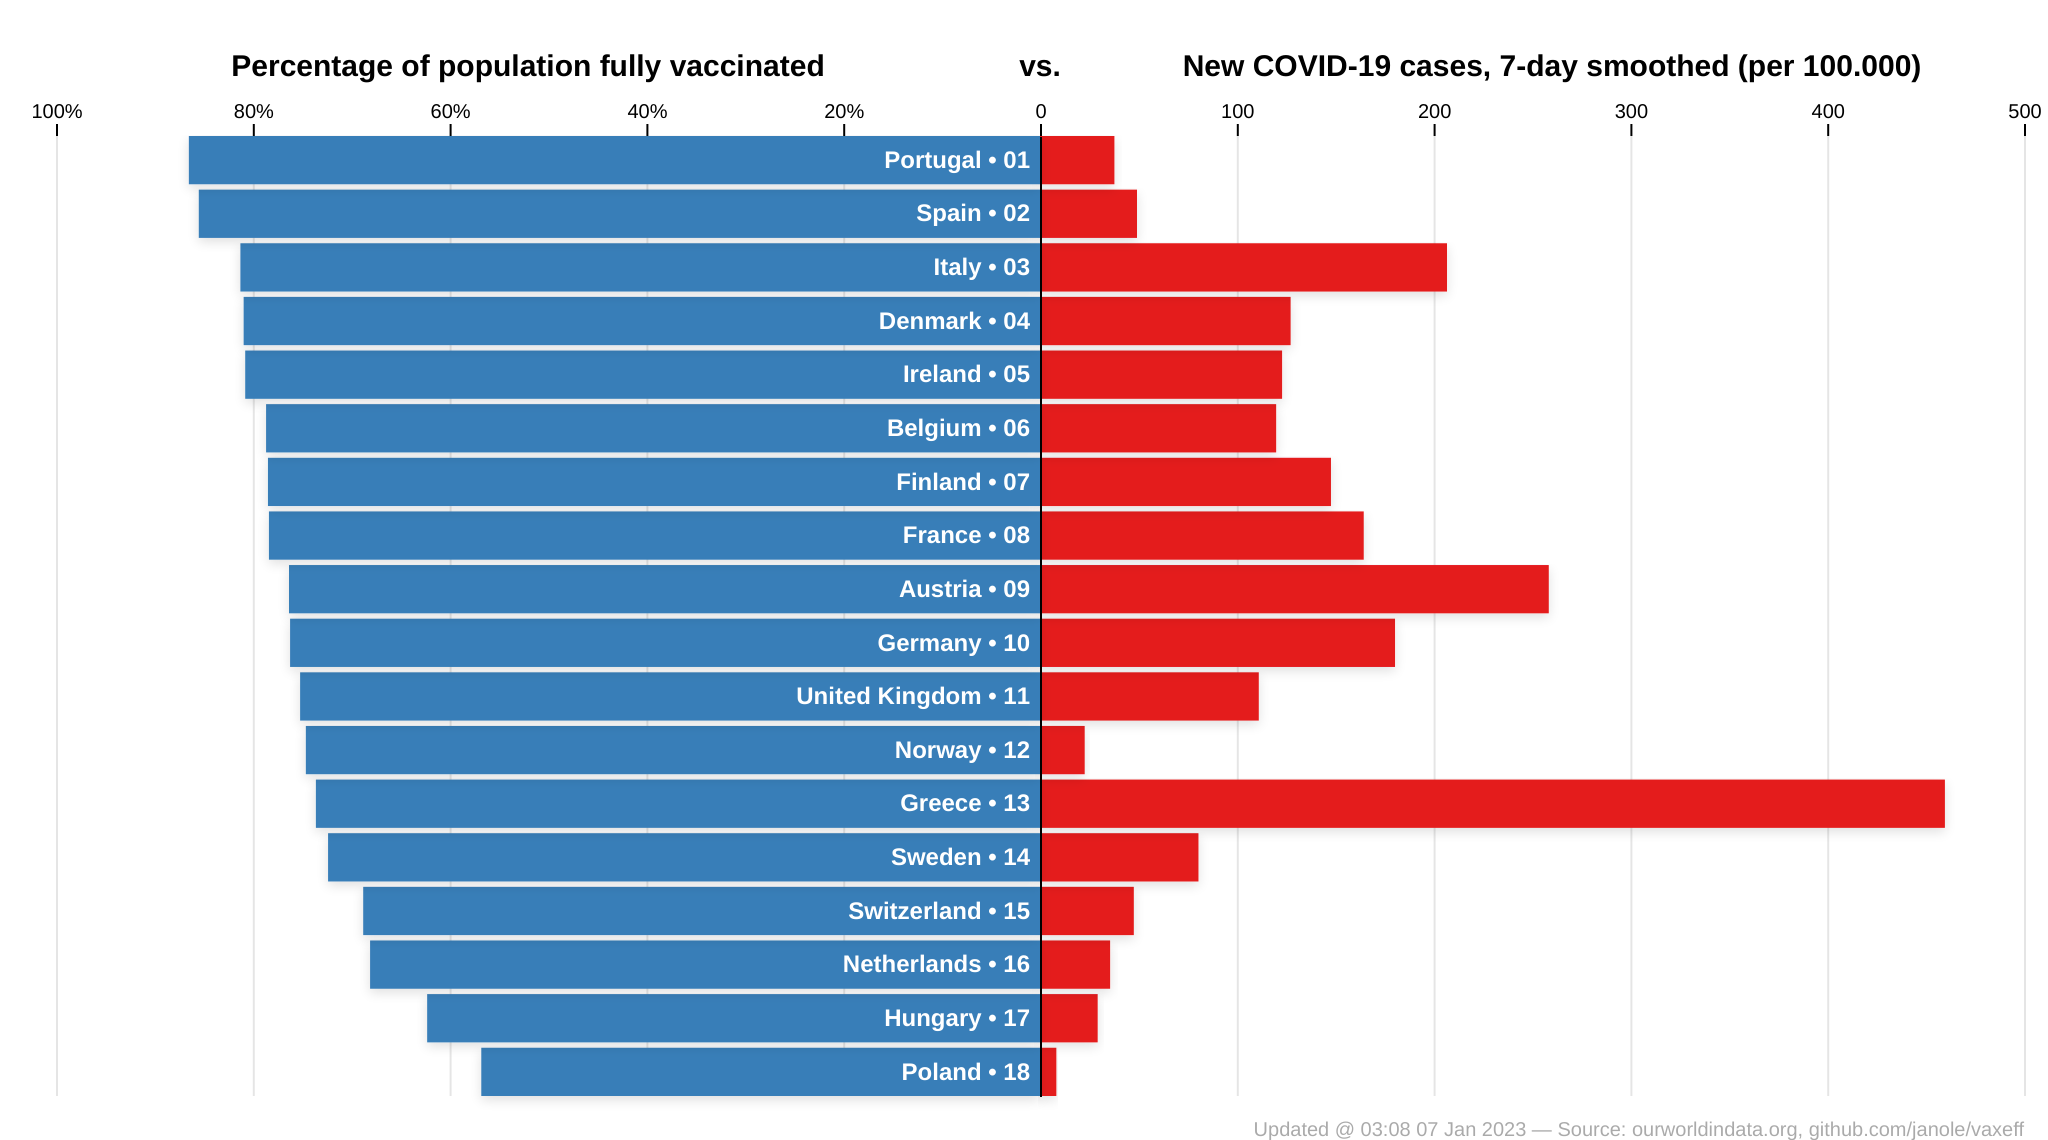 Percentage of population fully vaccinated vs. New COVID-19 cases, 7-day smoothed (per 100.000)
100% 80% 60% 40% 20% 0 100 200 300 400 500
Portugal • 01
Spain • 02
Italy • 03
Denmark • 04
Ireland • 05
Belgium • 06
Finland • 07
France • 08
Austria • 09
Germany • 10
United Kingdom • 11
Norway • 12
Greece • 13
Sweden • 14
Switzerland • 15
Netherlands • 16
Hungary • 17
Poland • 18
Updated @ 03:08 07 Jan 2023 — Source: ourworldindata.org, github.com/janole/vaxeff